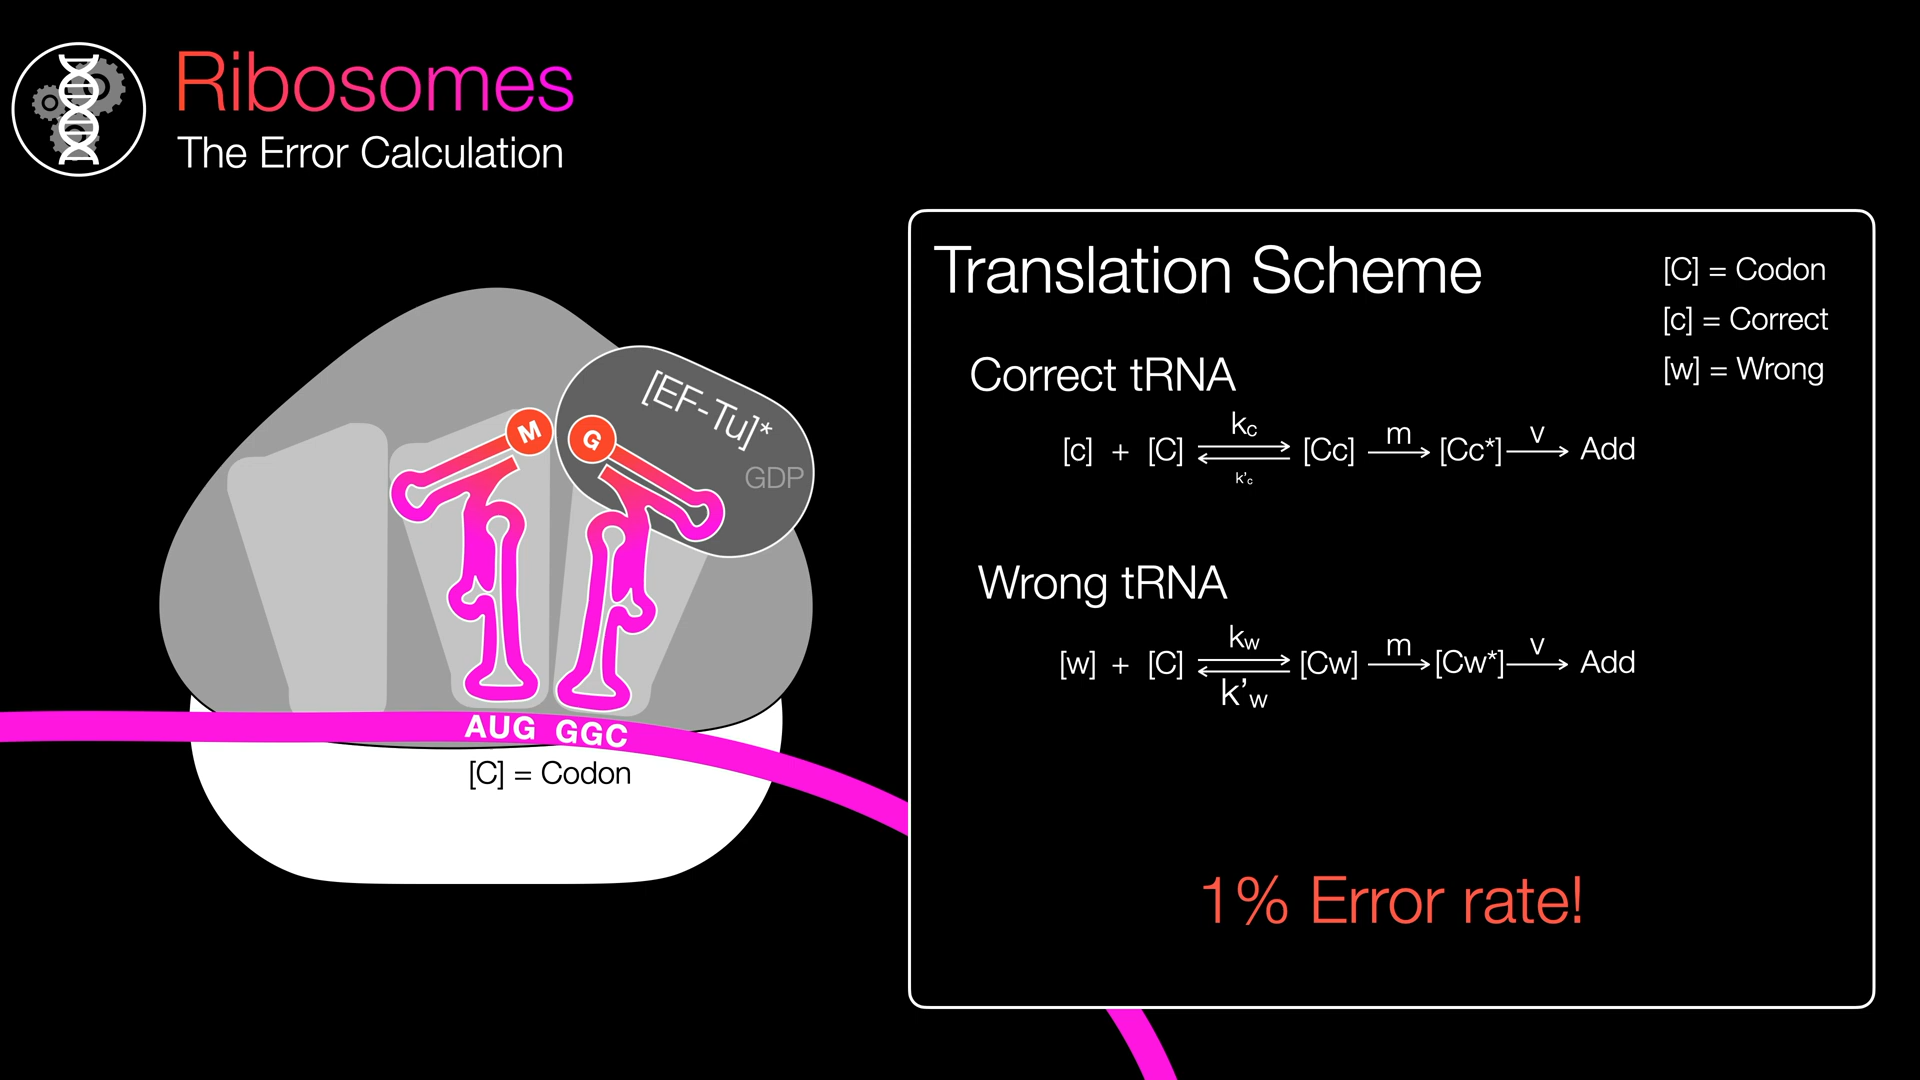 Ribosomes
The Error Calculation
[EF-Tu]*
GDP
M
G
AUG GGC
[C] = Codon
Translation Scheme
[C] = Codon
[c] = Correct
[w] = Wrong
Correct tRNA
kc
m
v
[c] + [C] [Cc] [Cc*] Add
k'c
Wrong tRNA
kw
m
v
[w] + [C] [Cw] [Cw*] Add
k'w
1% Error rate!